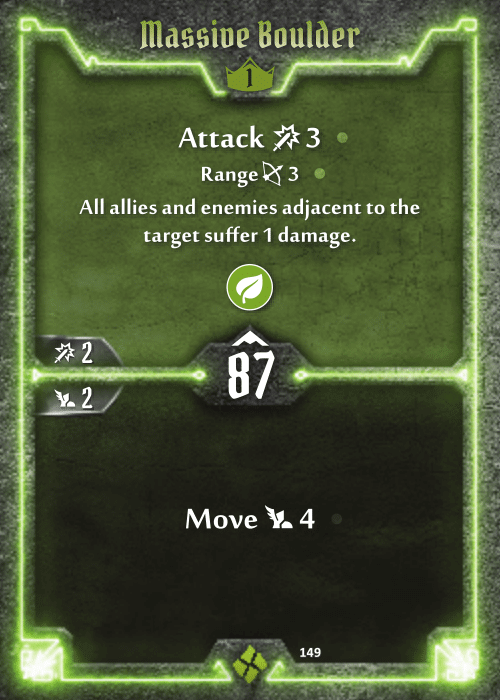 Massive Boulder
1
Attack 3
Range 3
All allies and enemies adjacent to the
target suffer 1 damage.
2
87
2
Move 4
149